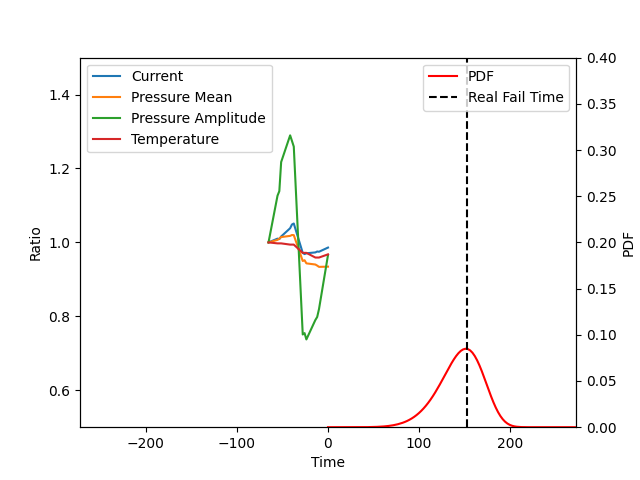 Current
Pressure Mean
Pressure Amplitude
Temperature
PDF
Real Fail Time
1.4
1.2
1.0
0.8
0.6
Ratio
0.40
0.35
0.30
0.25
0.20
0.15
0.10
0.05
0.00
PDF
−200
−100
0
100
200
Time